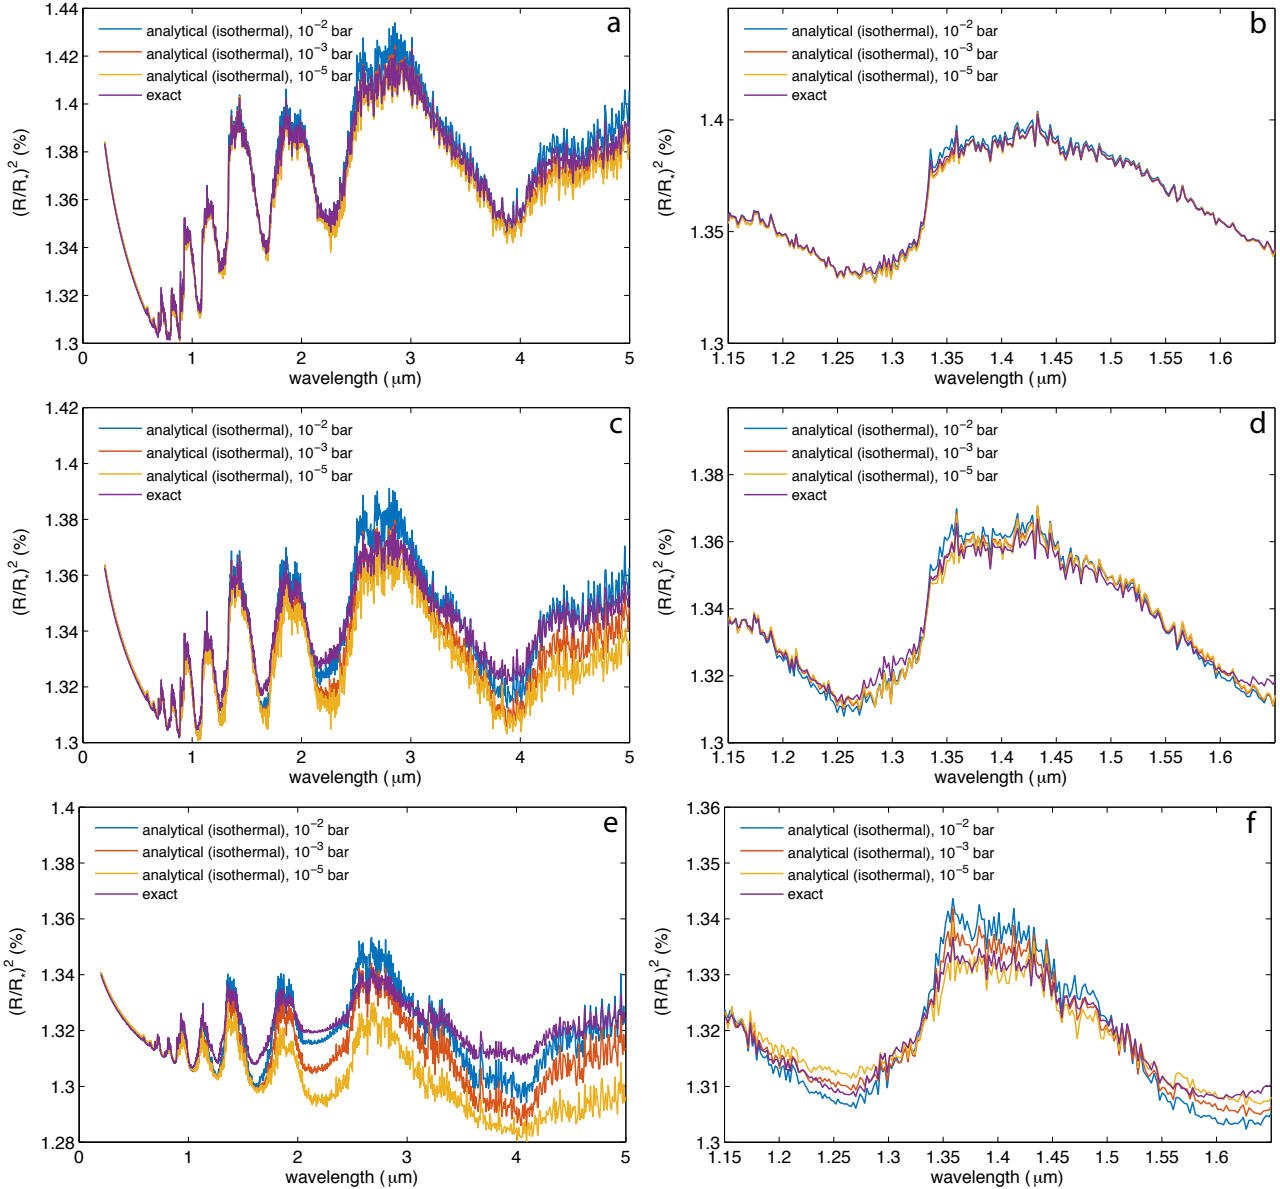 1.44
1.42
1.4
1.38
1.36
1.34
1.32
1.3
0 1 2 3 4 5
wavelength (μm)
(R/R*)² (%)
analytical (isothermal), 10⁻² bar
analytical (isothermal), 10⁻³ bar
analytical (isothermal), 10⁻⁵ bar
exact
a
1.4
1.35
1.3
1.15 1.2 1.25 1.3 1.35 1.4 1.45 1.5 1.55 1.6
wavelength (μm)
(R/R*)² (%)
analytical (isothermal), 10⁻² bar
analytical (isothermal), 10⁻³ bar
analytical (isothermal), 10⁻⁵ bar
exact
b
1.42
1.4
1.38
1.36
1.34
1.32
1.3
0 1 2 3 4 5
wavelength (μm)
(R/R*)² (%)
analytical (isothermal), 10⁻² bar
analytical (isothermal), 10⁻³ bar
analytical (isothermal), 10⁻⁵ bar
exact
c
1.38
1.36
1.34
1.32
1.3
1.15 1.2 1.25 1.3 1.35 1.4 1.45 1.5 1.55 1.6
wavelength (μm)
(R/R*)² (%)
analytical (isothermal), 10⁻² bar
analytical (isothermal), 10⁻³ bar
analytical (isothermal), 10⁻⁵ bar
exact
d
1.4
1.38
1.36
1.34
1.32
1.3
1.28
0 1 2 3 4 5
wavelength (μm)
(R/R*)² (%)
analytical (isothermal), 10⁻² bar
analytical (isothermal), 10⁻³ bar
analytical (isothermal), 10⁻⁵ bar
exact
e
1.36
1.35
1.34
1.33
1.32
1.31
1.3
1.15 1.2 1.25 1.3 1.35 1.4 1.45 1.5 1.55 1.6
wavelength (μm)
(R/R*)² (%)
analytical (isothermal), 10⁻² bar
analytical (isothermal), 10⁻³ bar
analytical (isothermal), 10⁻⁵ bar
exact
f